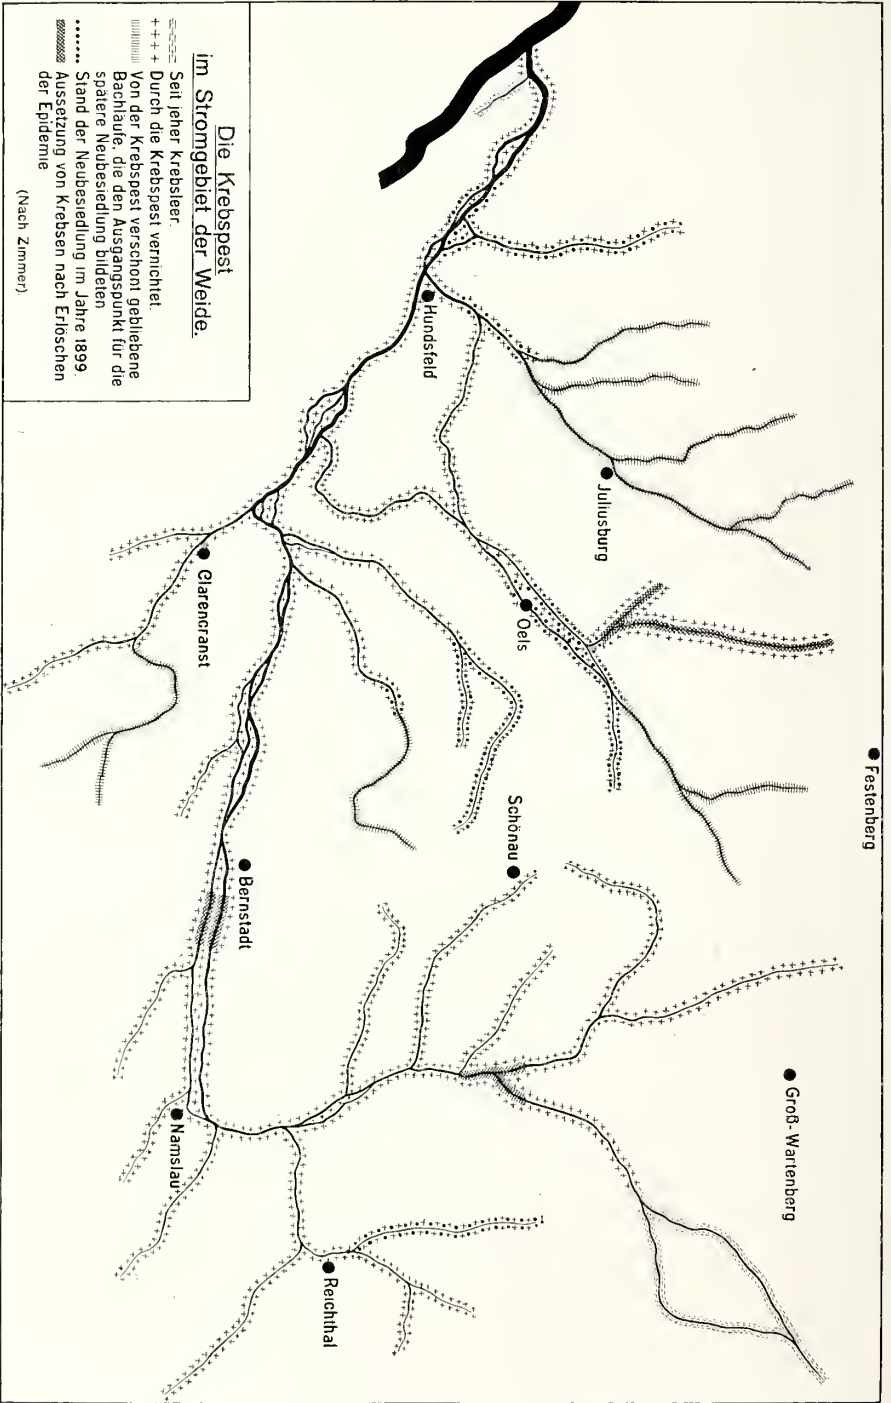 Die Krebspest
im Stromgebiet der Weide.
Seit jeher Krebsleer.
++++ Durch die Krebspest vernichtet.
Von der Krebspest verschont gebliebene
Bachläufe, die den Ausgangspunkt für die
spätere Neubesiedlung bildeten
....... Stand der Neubesiedlung im Jahre 1899.
Aussetzung von Krebsen nach Erlöschen
der Epidemie
(Nach Zimmer).
Festenberg
Groß-Wartenberg
Juliusburg
Oels
Schönau
Hundsfeld
Reichthal
Bernstadt
Clarencranst
Namslau